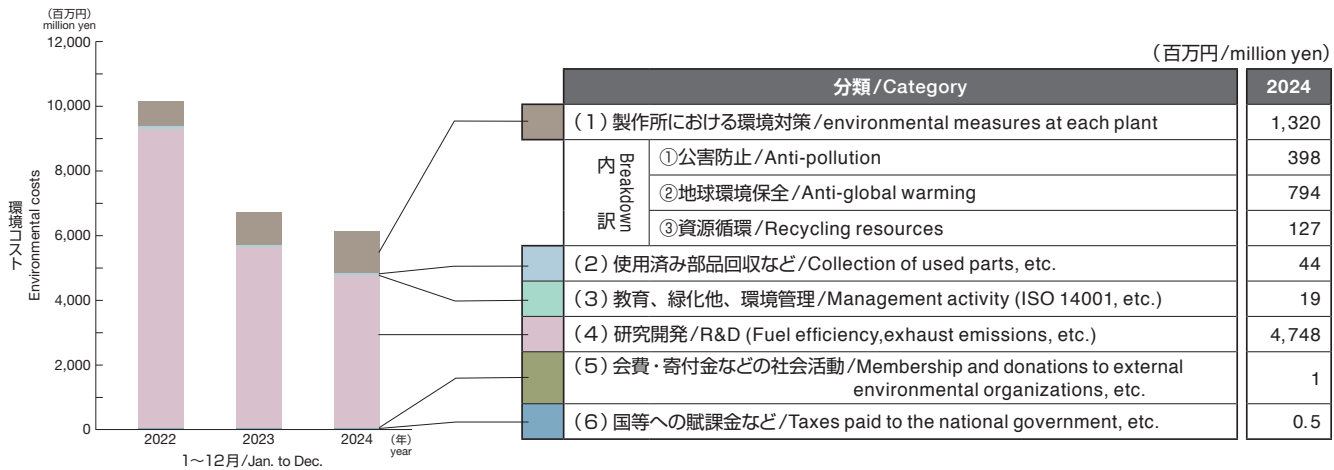 (百万円)
million yen
12,000
10,000
8,000
6,000
4,000
2,000
0
環境コスト
Environmental costs
2022
2023
2024
(年)
year
1〜12月/Jan. to Dec.
(百万円/million yen)
分類/Category
2024
(1)製作所における環境対策/environmental measures at each plant
1,320
内訳
Breakdown
①公害防止/Anti-pollution
398
②地球環境保全/Anti-global warming
794
③資源循環/Recycling resources
127
(2)使用済み部品回収など/Collection of used parts, etc.
44
(3)教育、緑化他、環境管理/Management activity (ISO 14001, etc.)
19
(4)研究開発/R&D (Fuel efficiency,exhaust emissions, etc.)
4,748
(5)会費・寄付金などの社会活動/Membership and donations to external
environmental organizations, etc.
1
(6)国等への賦課金など/Taxes paid to the national government, etc.
0.5